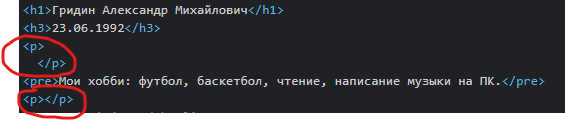 <h1>Гридин Александр Михайлович</h1>
<h3>23.06.1992</h3>
<p>
</p>
<pre>Мои хобби: футбол, баскетбол, чтение, написание музыки на ПК.</pre>
<p></p>